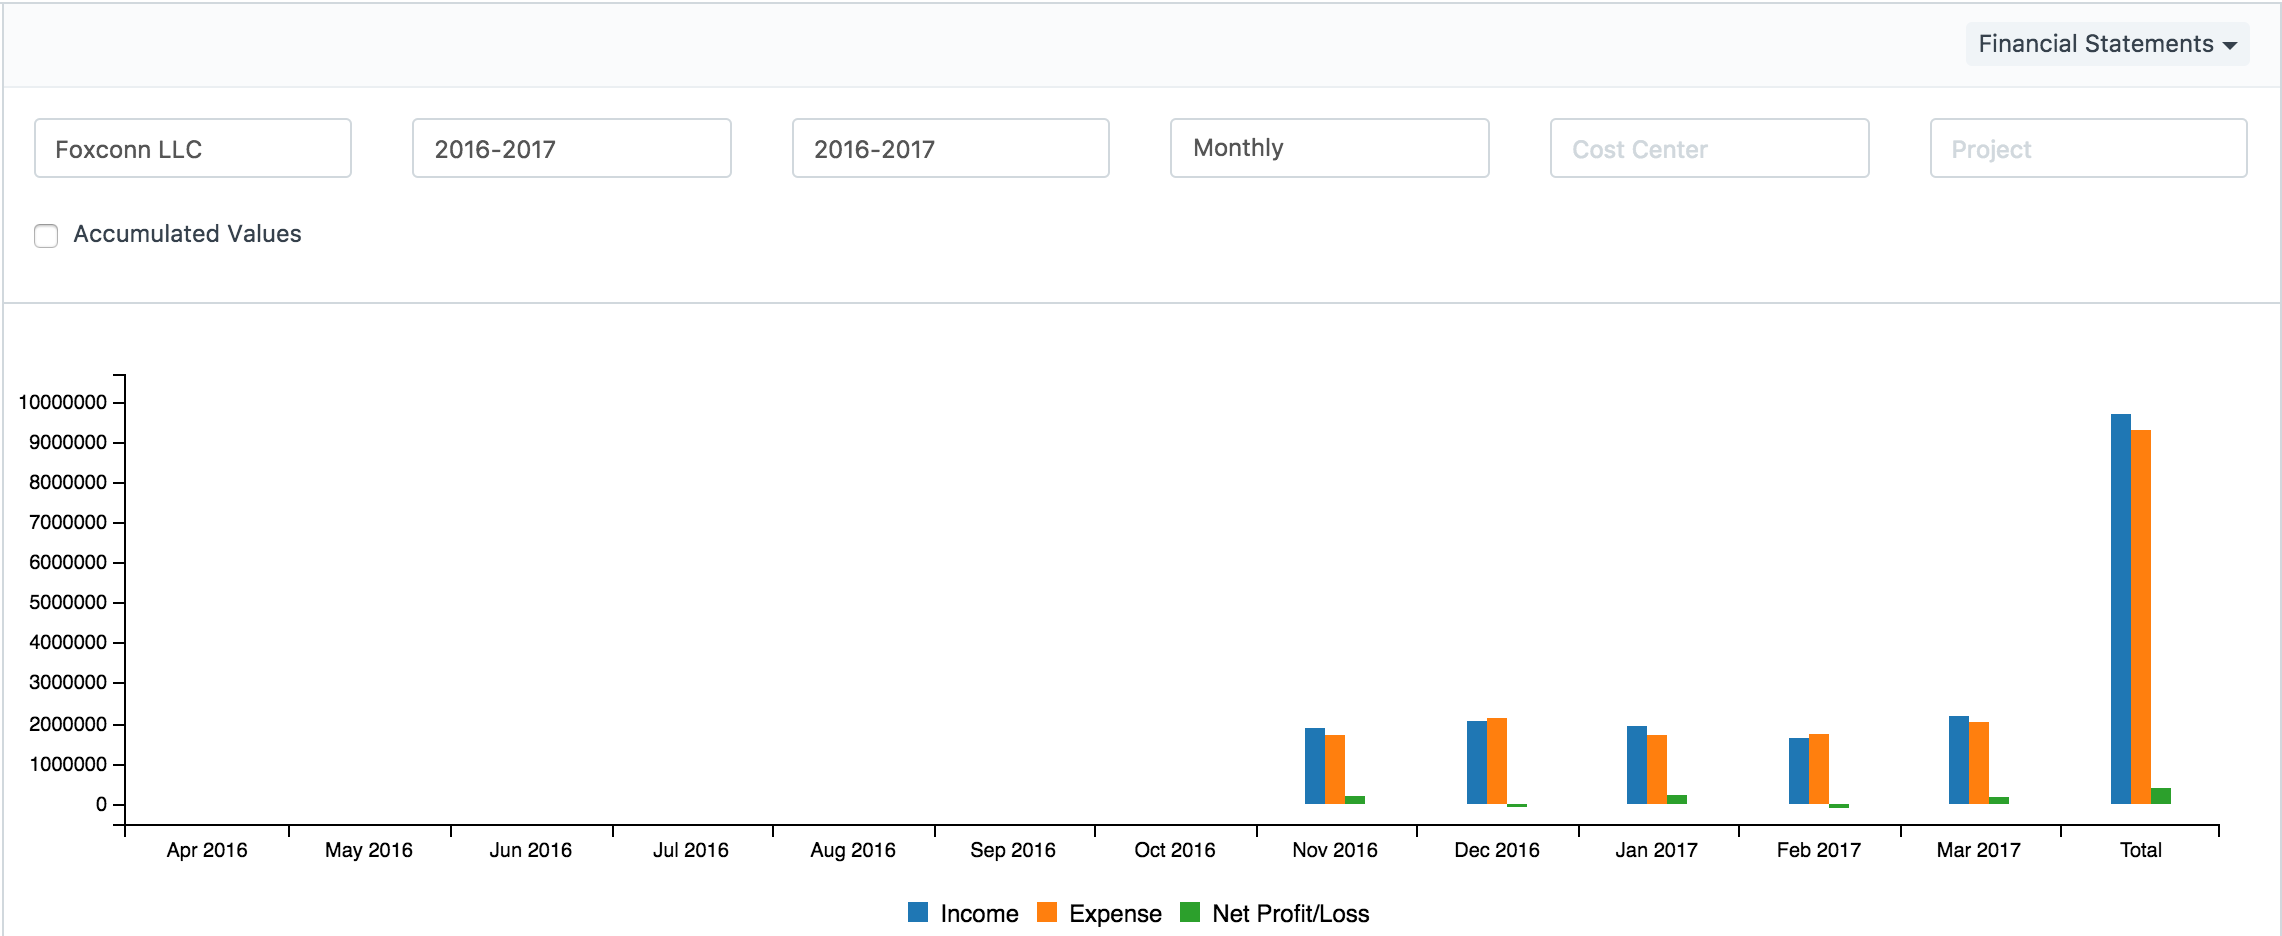 Financial Statements
Foxconn LLC 2016-2017 2016-2017 Monthly Cost Center Project
Accumulated Values
10000000
9000000
8000000
7000000
6000000
5000000
4000000
3000000
2000000
1000000
0
Apr 2016 May 2016 Jun 2016 Jul 2016 Aug 2016 Sep 2016 Oct 2016 Nov 2016 Dec 2016 Jan 2017 Feb 2017 Mar 2017 Total
Income Expense Net Profit/Loss